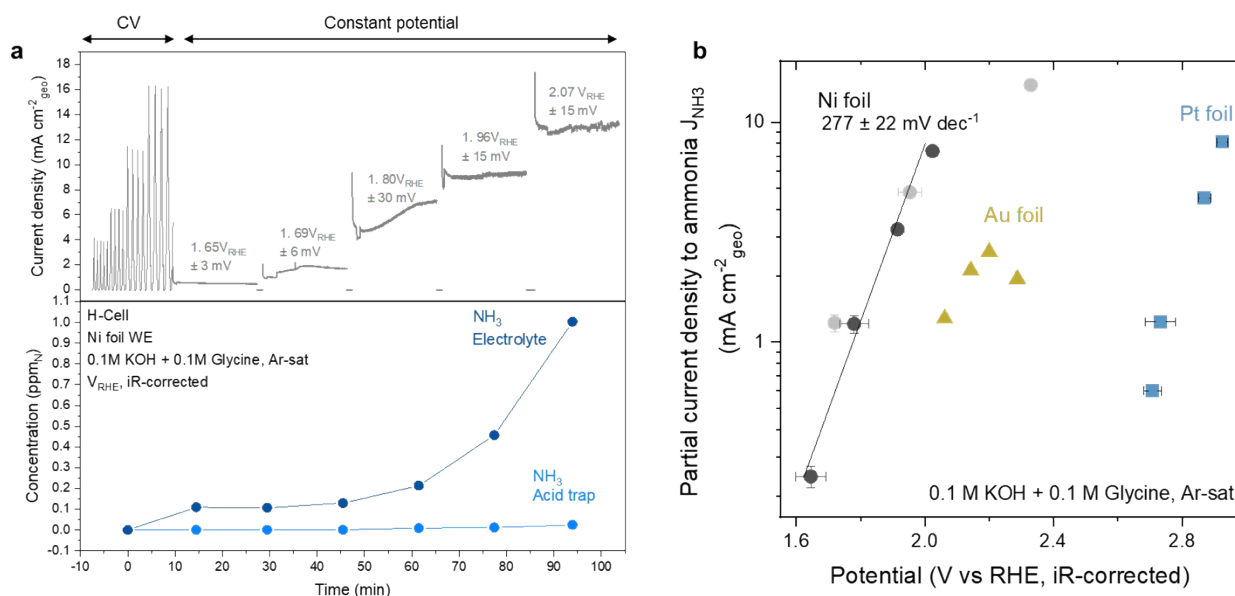 CV
Constant potential
a
Current density (mA cm⁻²geo)
18
16
14
12
10
8
6
4
2
0
1. 65VRHE
± 3 mV
1. 69VRHE
± 6 mV
1. 80VRHE
± 30 mV
1. 96VRHE
± 15 mV
2.07 VRHE
± 15 mV
Concentration (ppmN)
1.1
1.0
0.9
0.8
0.7
0.6
0.5
0.4
0.3
0.2
0.1
0.0
-0.1
H-Cell
Ni foil WE
0.1M KOH + 0.1M Glycine, Ar-sat
VRHE, iR-corrected
NH₃
Electrolyte
NH₃
Acid trap
-10
0
10
20
30
40
50
60
70
80
90
100
Time (min)
b
Partial current density to ammonia JNH3
(mA cm⁻²geo)
10
1
Ni foil
277 ± 22 mV dec⁻¹
Au foil
Pt foil
0.1 M KOH + 0.1 M Glycine, Ar-sat
1.6
2.0
2.4
2.8
Potential (V vs RHE, iR-corrected)